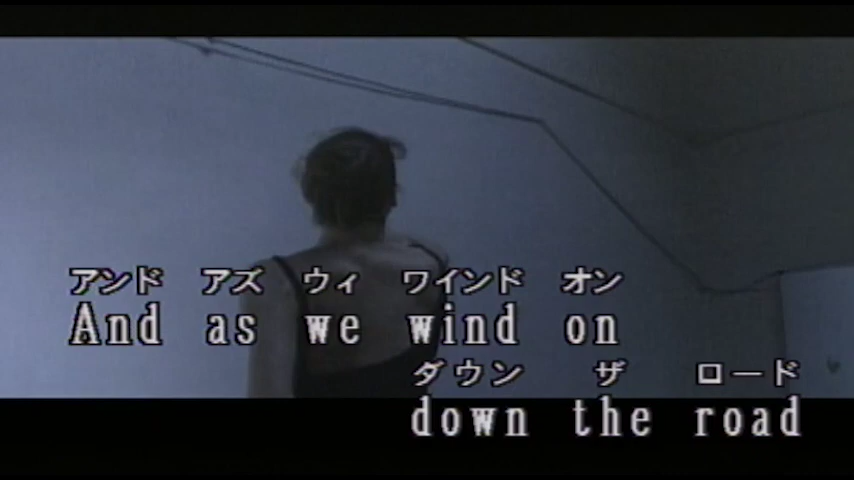 アンド アズ ウィ ワインド オン
And as we wind on
ダウン ザ ロード
down the road